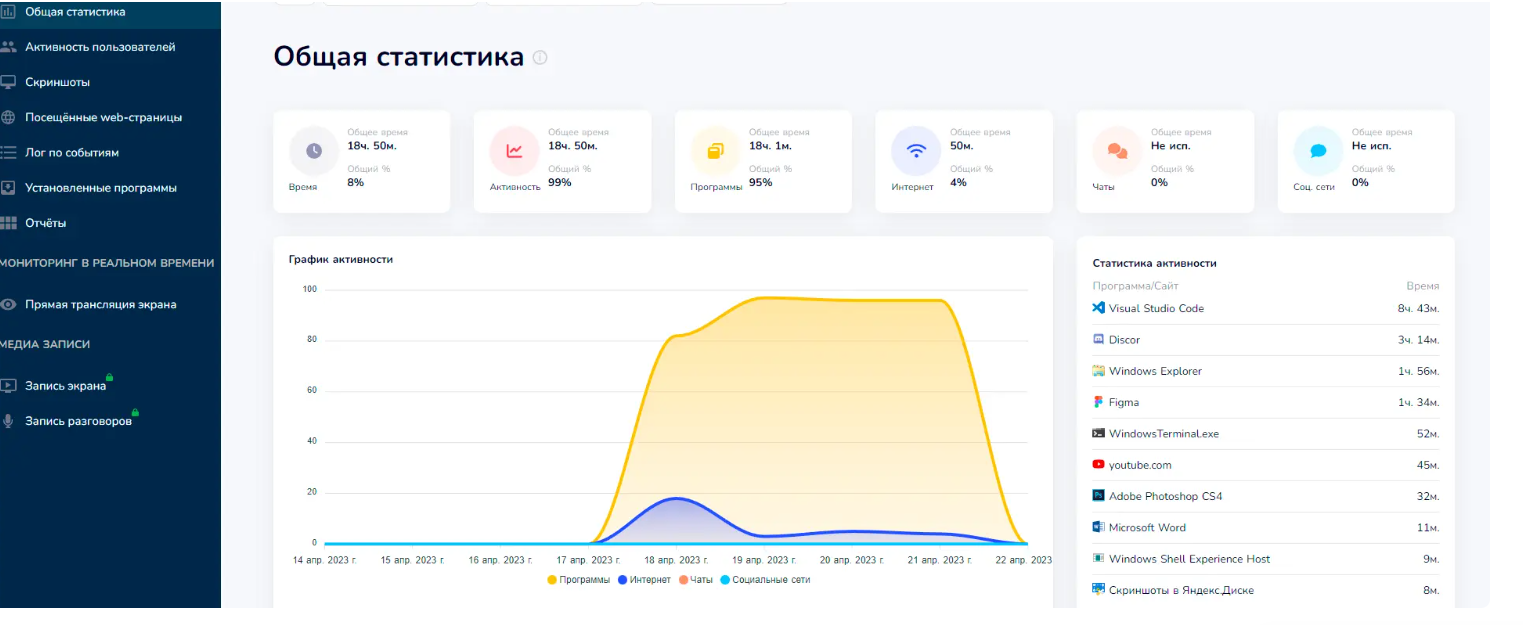 Общая статистика
Активность пользователей
Скриншоты
Посещённые web-страницы
Лог по событиям
Установленные программы
Отчёты
МОНИТОРИНГ В РЕАЛЬНОМ ВРЕМЕНИ
Прямая трансляция экрана
МЕДИА ЗАПИСИ
Запись экрана
Запись разговоров
Общая статистика
Общее время
18ч. 50м.
Общий %
8%
Время
Общее время
18ч. 50м.
Общий %
99%
Активность
Общее время
18ч. 1м.
Общий %
95%
Программы
Общее время
50м.
Общий %
4%
Интернет
Общее время
Не исп.
Общий %
0%
Чаты
Общее время
Не исп.
Общий %
0%
Соц. сети
График активности
100
80
60
40
20
0
14 апр. 2023 г. 15 апр. 2023 г. 16 апр. 2023 г. 17 апр. 2023 г. 18 апр. 2023 г. 19 апр. 2023 г. 20 апр. 2023 г. 21 апр. 2023 г. 22 апр. 2023
Программы Интернет Чаты Социальные сети
Статистика активности
Программа/Сайт Время
Visual Studio Code 8ч. 43м.
Discor 3ч. 14м.
Windows Explorer 1ч. 56м.
Figma 1ч. 34м.
WindowsTerminal.exe 52м.
youtube.com 45м.
Adobe Photoshop CS4 32м.
Microsoft Word 11м.
Windows Shell Experience Host 9м.
Скриншоты в Яндекс.Диске 8м.